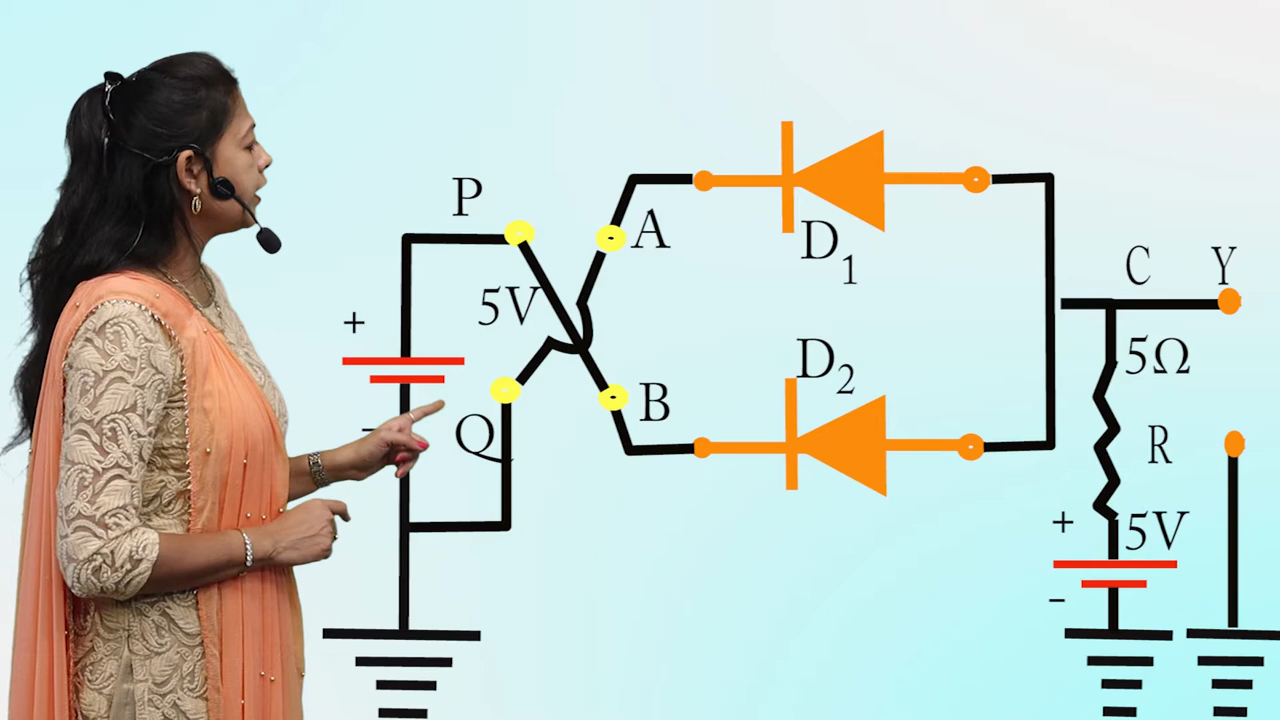 P
A
D1
C
Y
5V
+
D2
5Ω
B
Q
-
R
+
5V
-